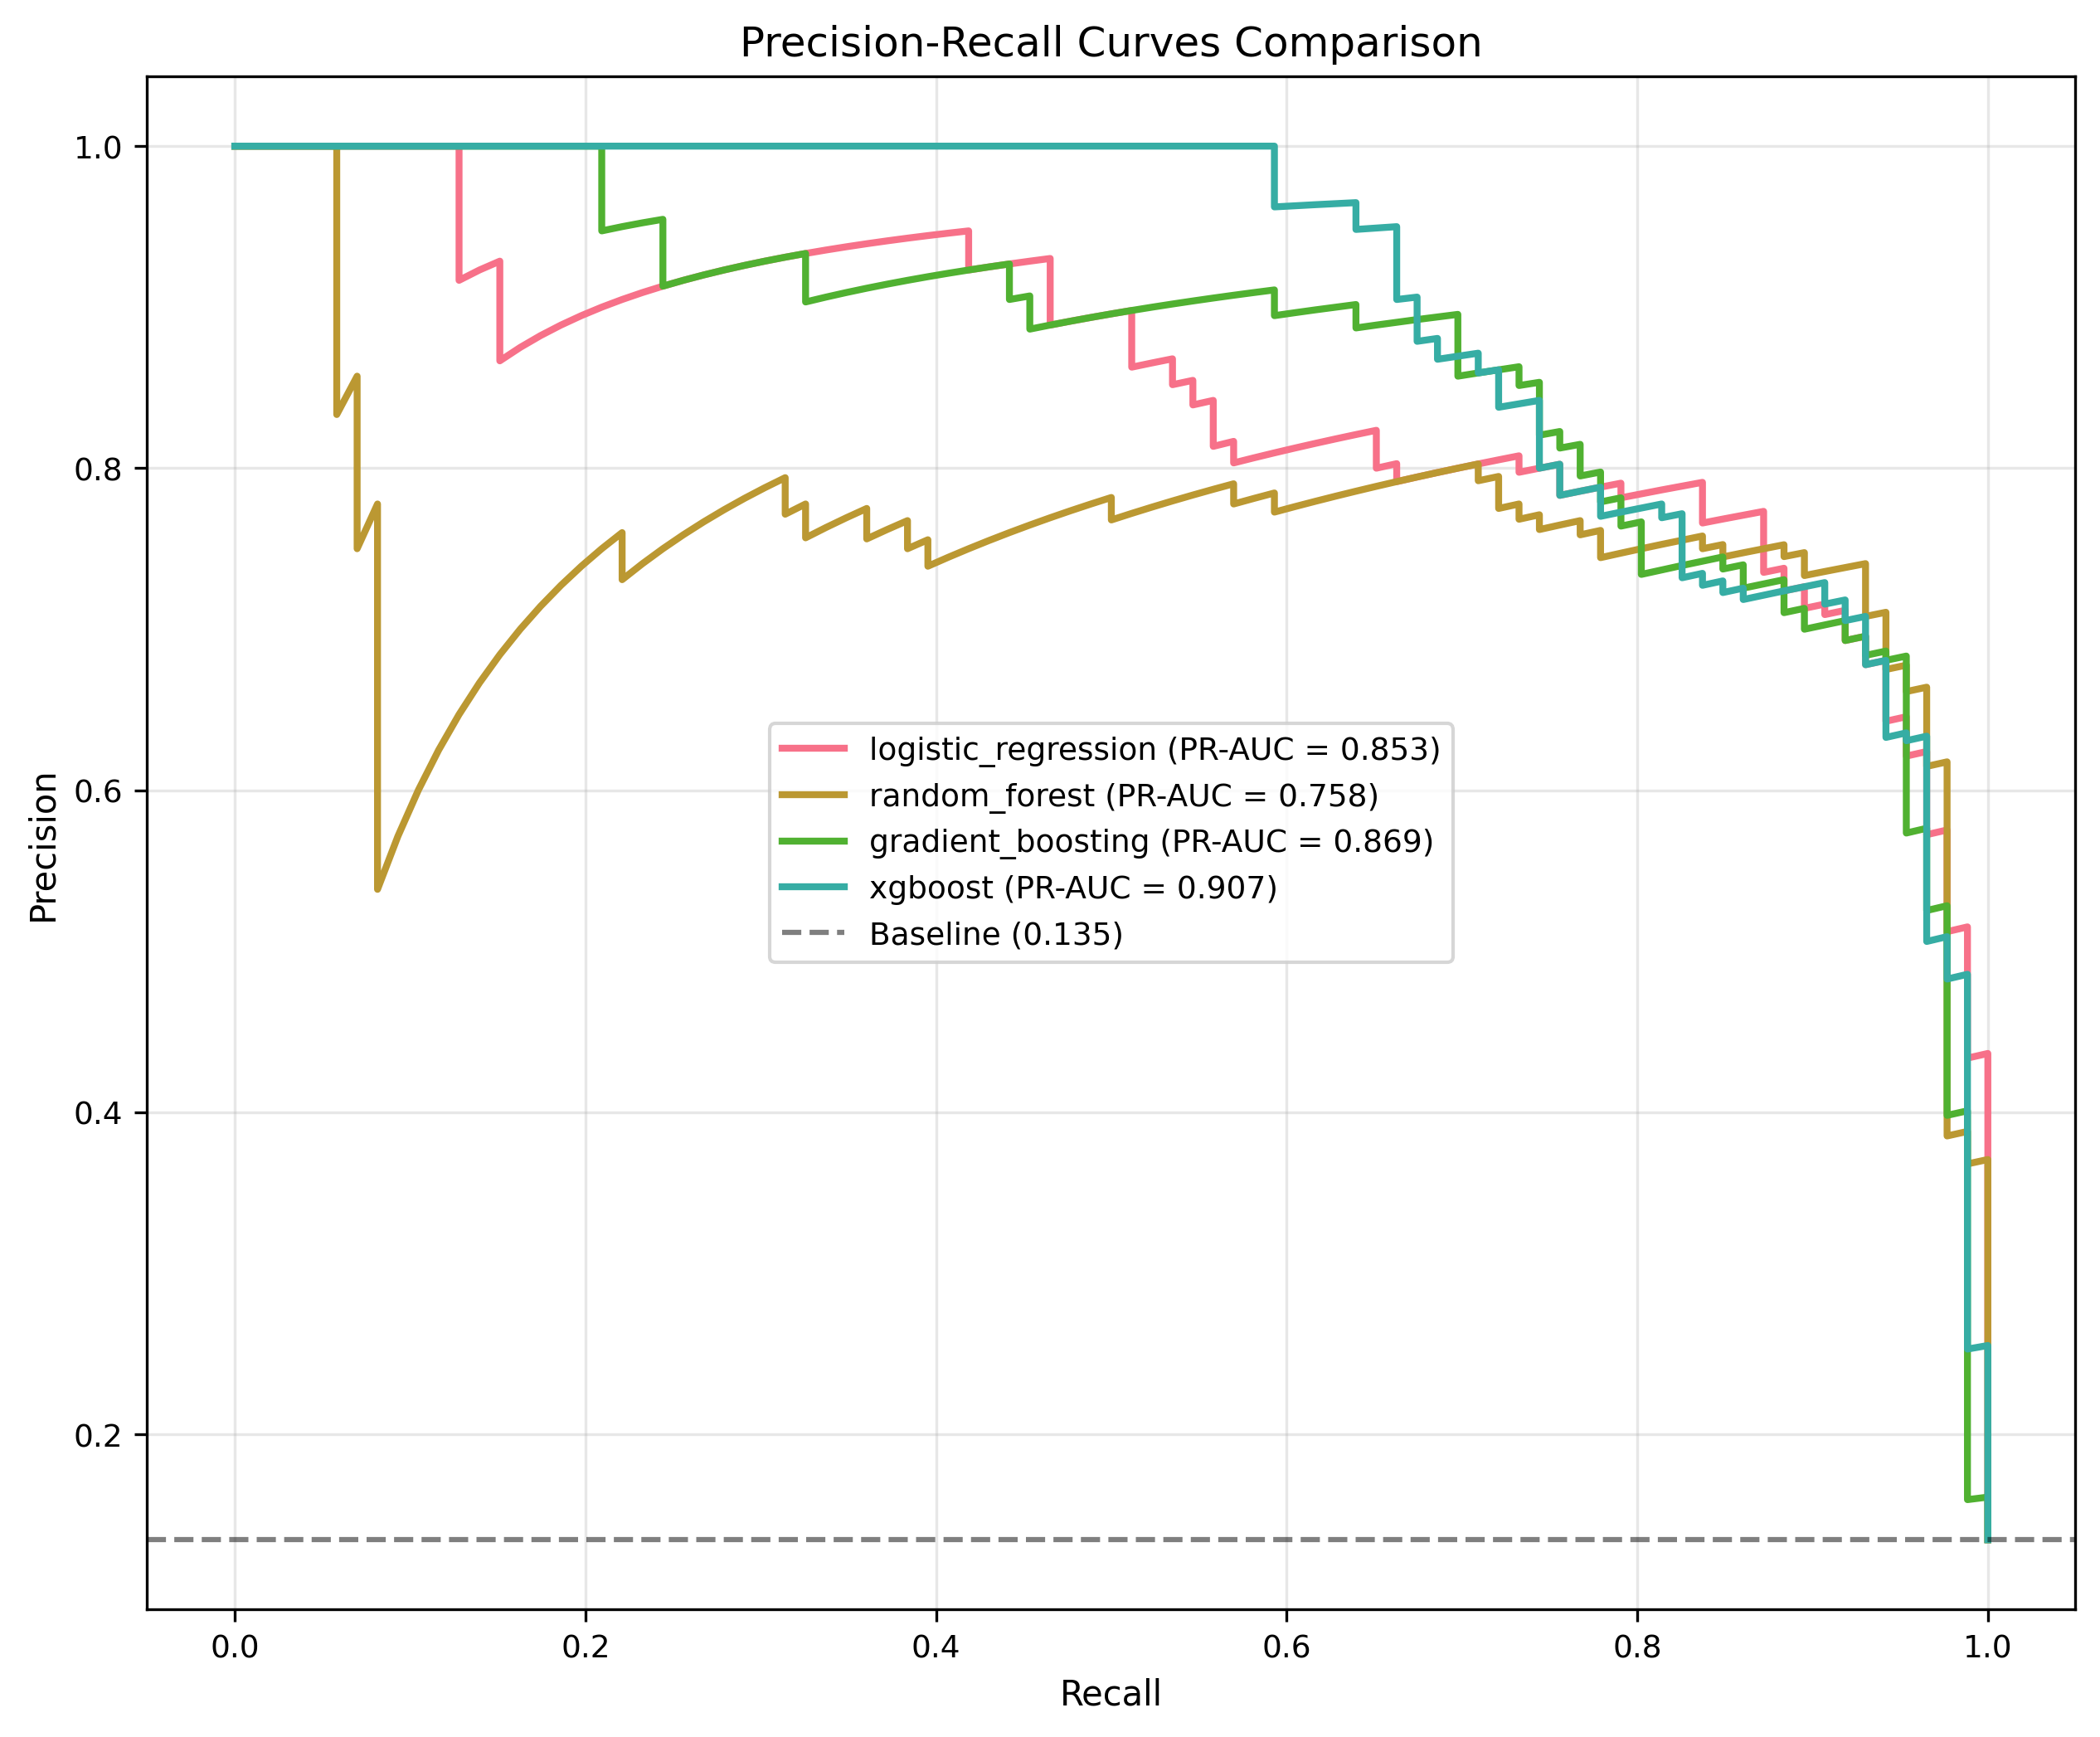 Precision-Recall Curves Comparison
1.0
0.8
0.6
0.4
0.2
Precision
logistic_regression (PR-AUC = 0.853)
random_forest (PR-AUC = 0.758)
gradient_boosting (PR-AUC = 0.869)
xgboost (PR-AUC = 0.907)
Baseline (0.135)
0.0 0.2 0.4 0.6 0.8 1.0
Recall